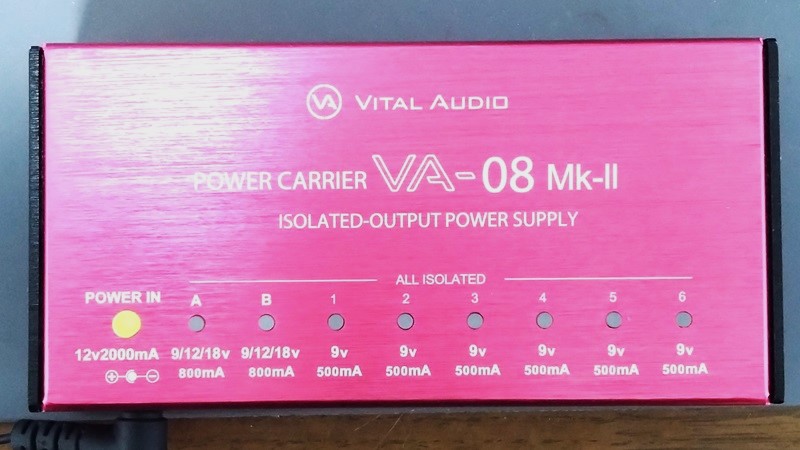 VA VITAL AUDIO
POWER CARRIER VA-08 Mk-II
ISOLATED-OUTPUT POWER SUPPLY
ALL ISOLATED
POWER IN A B 1 2 3 4 5 6
12v2000mA 9/12/18v 9/12/18v 9v 9v 9v 9v 9v 9v
800mA 800mA 500mA 500mA 500mA 500mA 500mA 500mA